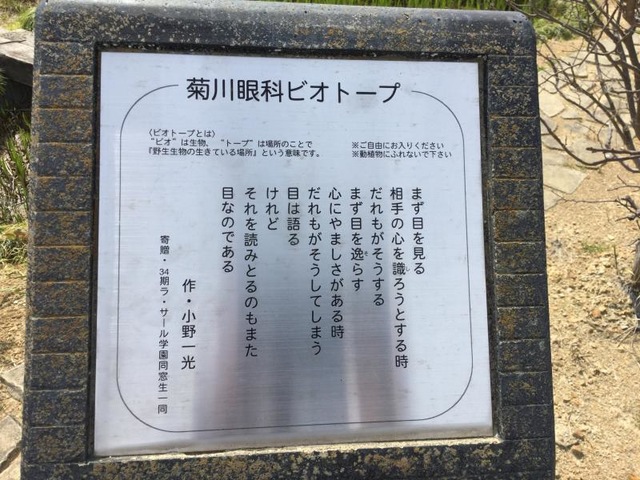 菊川眼科ビオトープ
〈ビオトープとは〉
"ビオ"は生物、"トープ"は場所のことで
『野生生物の生きている場所』という意味です。
※ご自由にお入りください
※動植物にふれないで下さい
まず目を見る
相手の心を識ろうとする時
だれもがそうする
まず目を逸らす
心にやましさがある時
だれもがそうしてしまう
目は語る
けれど
それを読みとるのもまた
目なのである
作・小野一光
寄贈・34期ラ・サール学園同窓生一同